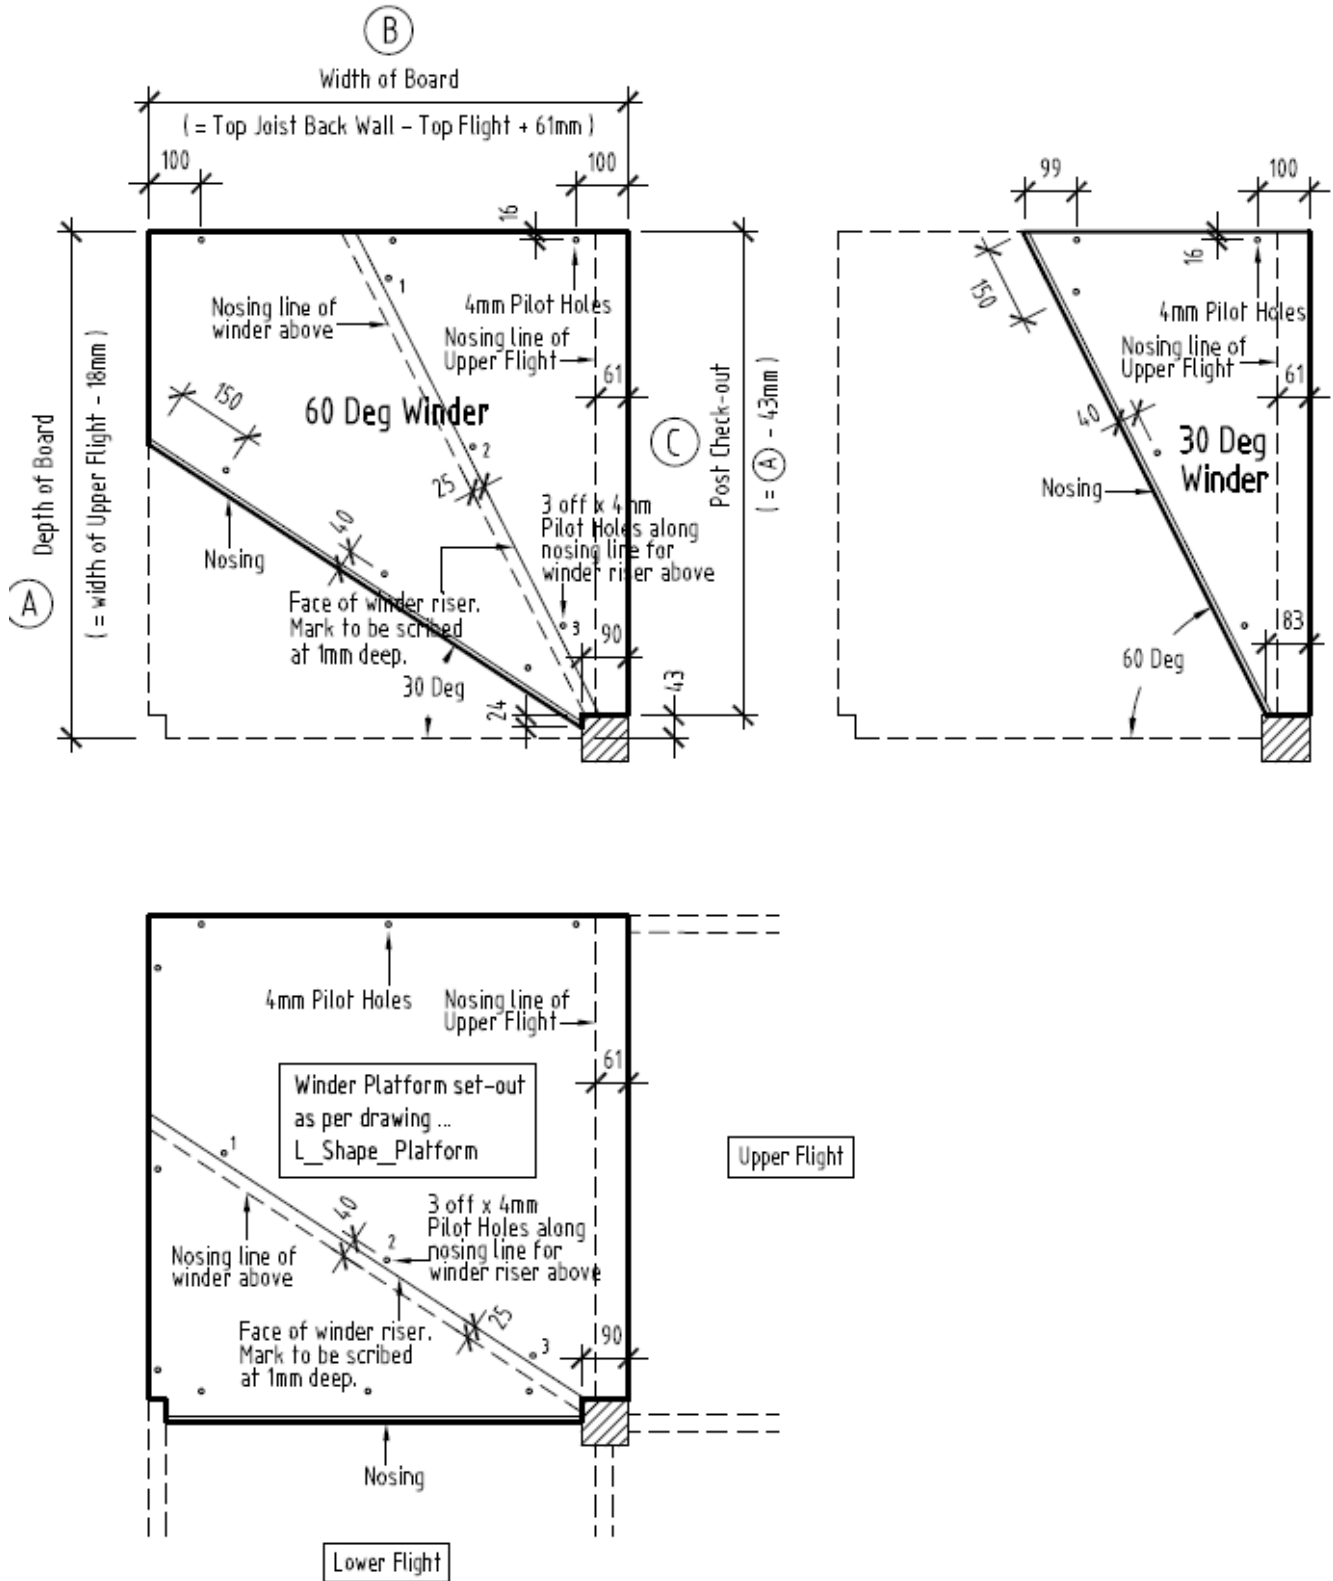 B
Width of Board
( = Top Joist Back Wall - Top Flight + 61mm )
100
100
16
Nosing line of
winder above
1
4mm Pilot Holes
Nosing line of
Upper Flight
61
150
60 Deg Winder
2
25
3 off x 4mm
Pilot Holes along
nosing line for
winder riser above
Nosing
40
Face of winder riser.
Mark to be scribed
at 1mm deep.
3
90
30 Deg
24
43
A
Depth of Board
( = width of Upper Flight - 18mm )
C
Post Check-out
( = A - 43mm )
99
100
16
150
4mm Pilot Holes
Nosing line of
Upper Flight
61
40
30 Deg
Winder
Nosing
83
60 Deg
4mm Pilot Holes
Nosing line of
Upper Flight
61
Winder Platform set-out
as per drawing ...
L_Shape_Platform
Upper Flight
1
40
2
3 off x 4mm
Pilot Holes along
nosing line for
winder riser above
Nosing line of
winder above
25
Face of winder riser.
Mark to be scribed
at 1mm deep.
3
90
Nosing
Lower Flight